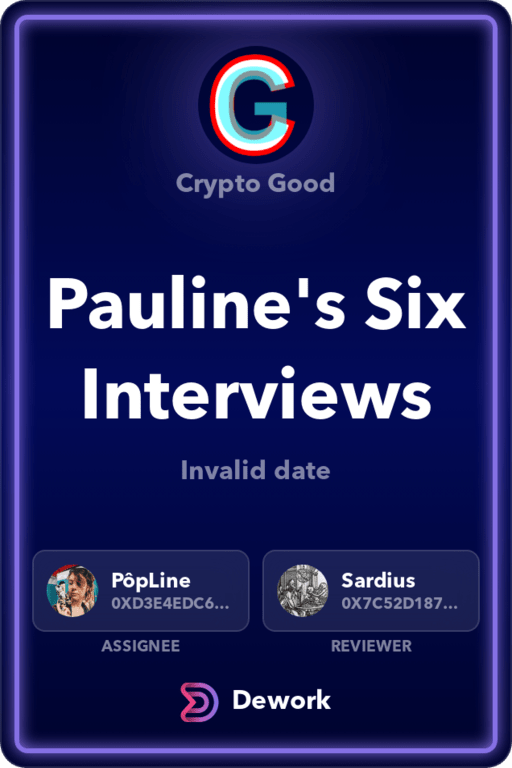 G
Crypto Good
Pauline's Six
Interviews
Invalid date
PôpLine
0XD3E4EDC6...
ASSIGNEE
Sardius
0X7C52D187...
REVIEWER
Dework